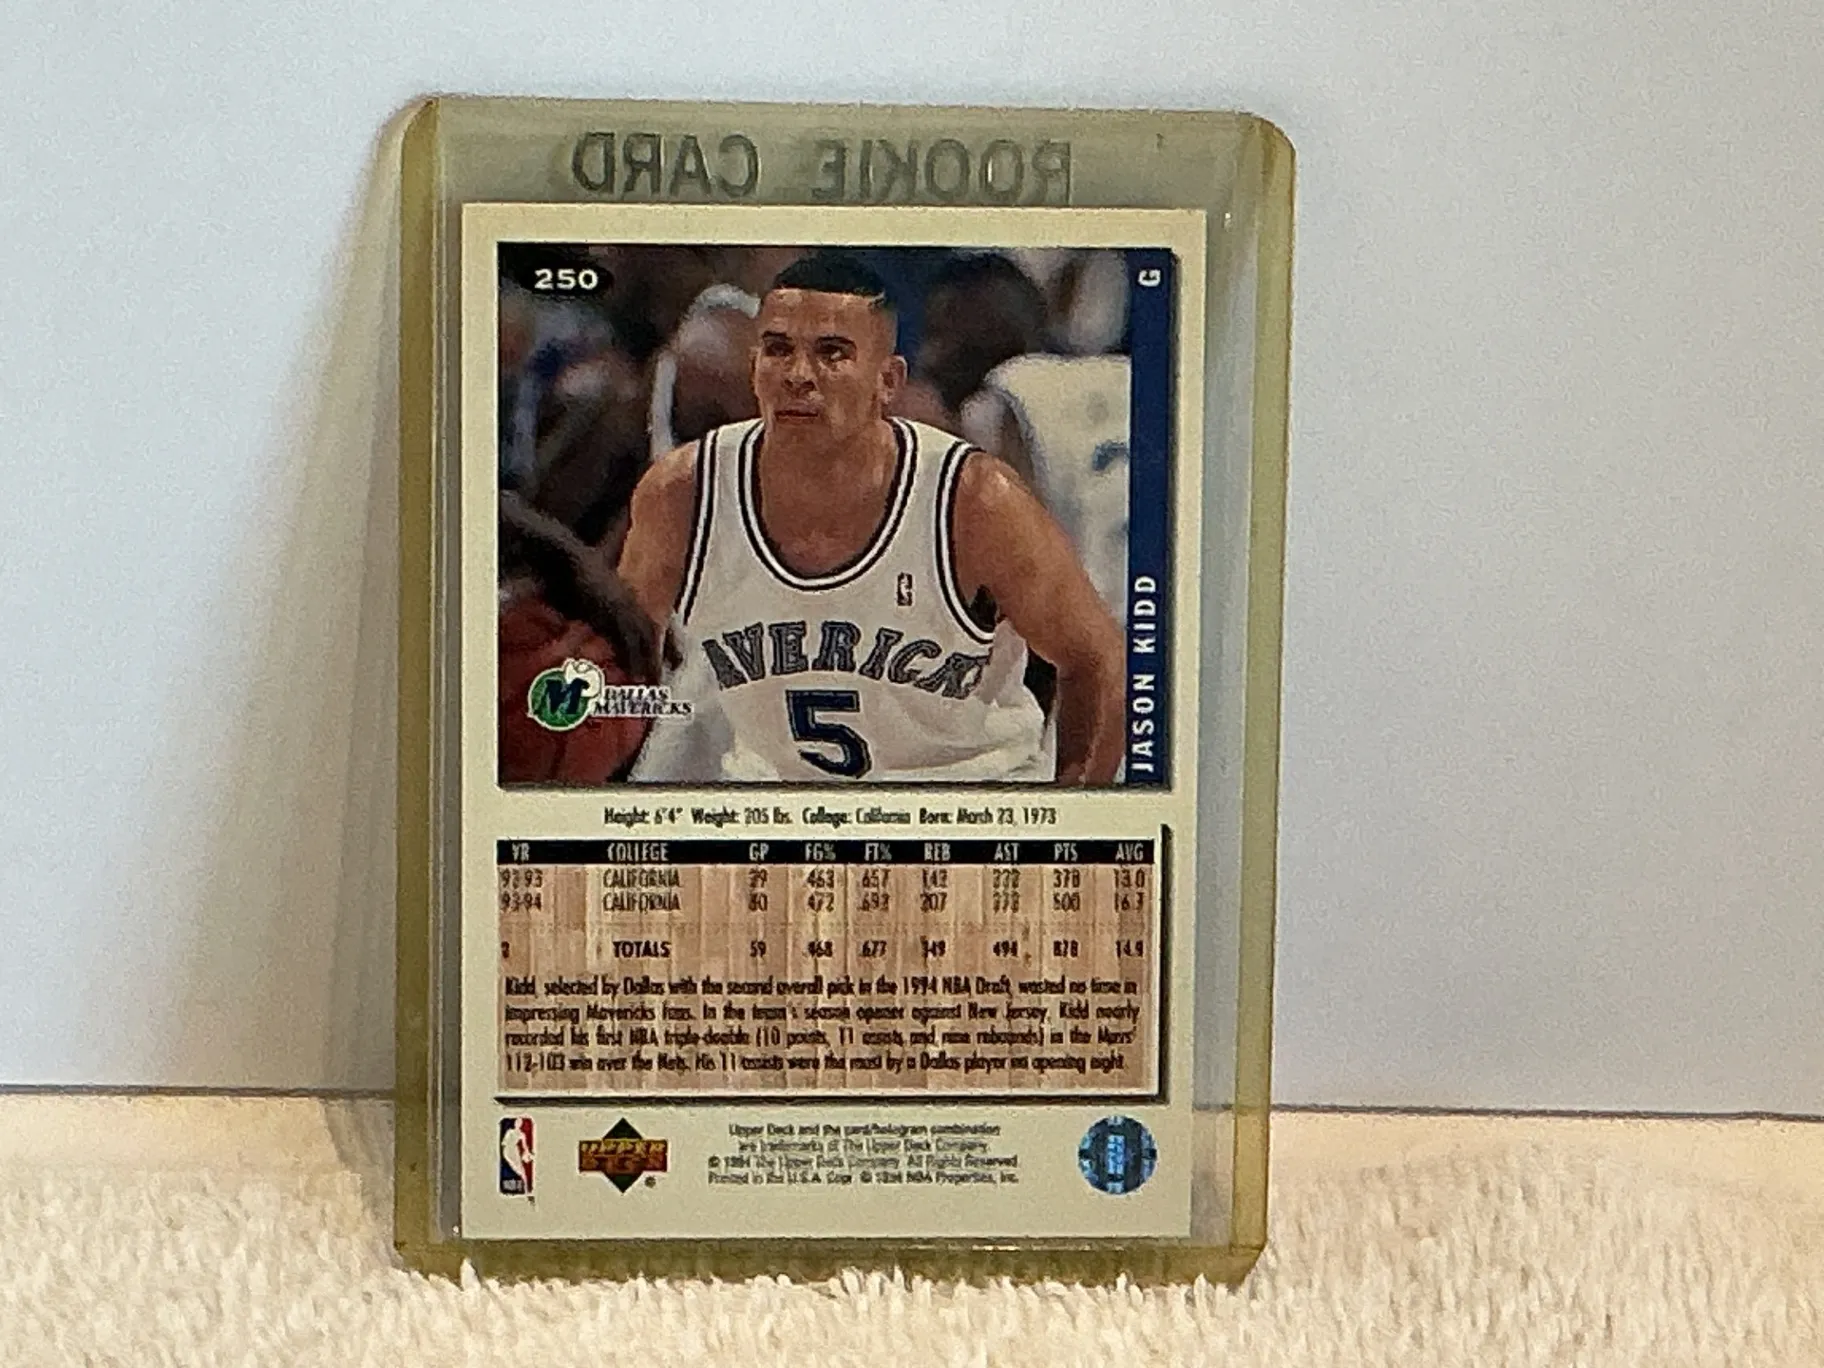 ROOKIE CARD
250
G
JASON KIDD
AVERICK
5
DALLAS
MAVERICKS
Height: 6'4" Weight: 205 lbs. College: California Born: March 23, 1973
YR COLLEGE GP FG% FT% REB AST PTS AVG
92-93 CALIFORNIA 29 .463 .657 142 222 378 13.0
93-94 CALIFORNIA 30 .472 .692 207 272 500 16.7
2 TOTALS 59 .468 .677 349 494 878 14.9
Kidd, selected by Dallas with the second overall pick in the 1994 NBA Draft, wasted no time in
impressing Mavericks fans. In the team's season opener against New Jersey, Kidd nearly
recorded his first NBA triple-double (10 points, 11 assists and nine rebounds) in the Mavs'
112-103 win over the Nets. His 11 assists were the most by a Dallas player on opening night.
NBA
UPPER
DECK
Upper Deck and the card/hologram combination
are trademarks of The Upper Deck Company.
© 1994 The Upper Deck Company. All Rights Reserved.
Printed in the U.S.A. Copr. © 1994 NBA Properties, Inc.